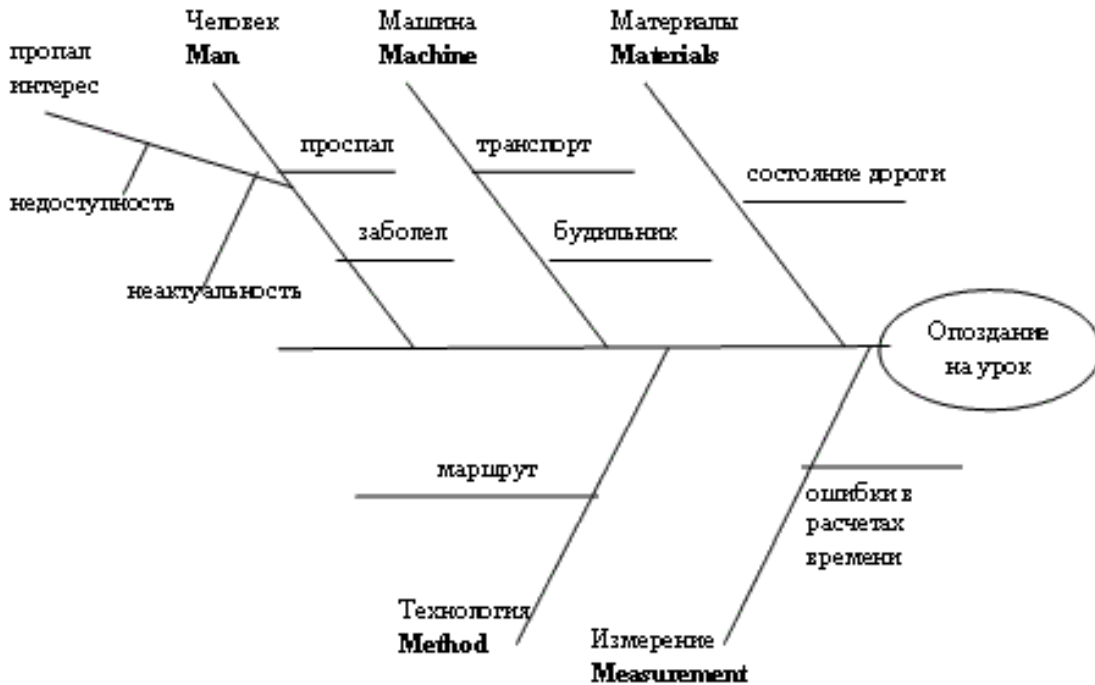 Человек
Man
Машина
Machine
Материалы
Materials
пропал
интерес
проспал
транспорт
состояние дороги
недоступность
заболел
будильник
неактуальность
Опоздание
на урок
маршрут
ошибки в
расчетах
времени
Технология
Method
Измерение
Measurement